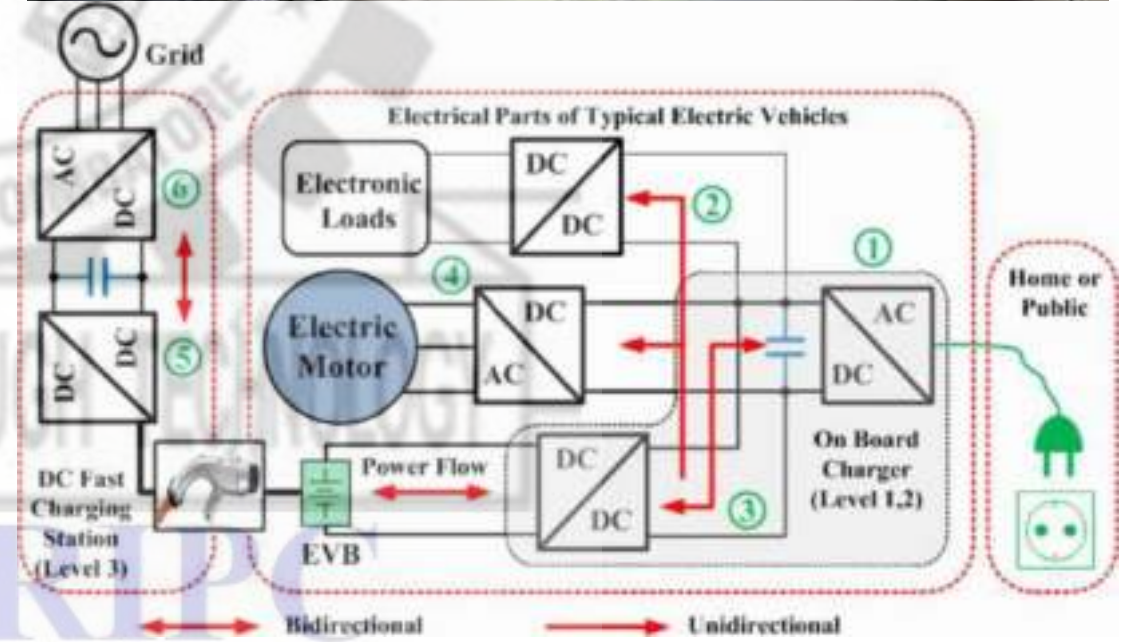 Grid
Electrical Parts of Typical Electric Vehicles
AC
DC
6
Electronic
Loads
DC
DC
2
1
Home or
Public
4
Electric
Motor
DC
AC
AC
DC
DC
DC
5
On Board
Charger
(Level 1,2)
DC Fast
Charging
Station
(Level 3)
Power Flow
DC
DC
3
EVB
Bidirectional
Unidirectional